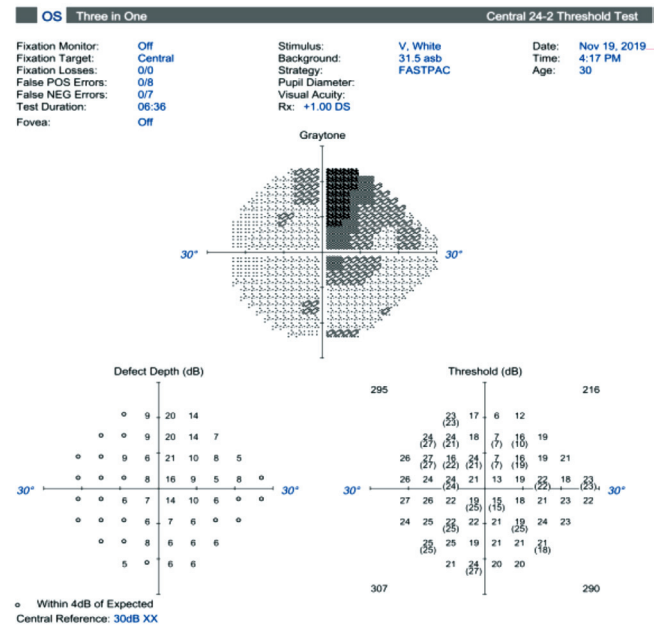 OS Three in One Central 24-2 Threshold Test
Fixation Monitor: Off Stimulus: V, White Date: Nov 19, 2019...
Fixation Target: Central Background: 31.5 asb Time: 4:17 PM
Fixation Losses: 0/0 Strategy: FASTPAC Age: 30
False POS Errors: 0/8 Pupil Diameter:
False NEG Errors: 0/7 Visual Acuity:
Test Duration: 06:36 Rx: +1.00 DS
Fovea: Off
Graytone
30° 30°
Defect Depth (dB) Threshold (dB)
295 216
o 9 20 14 23 17 6 12
(23)
o o 9 20 14 7 24 24 18 7 16 19
(27) (21) (7) (10)
o o 9 6 21 10 8 5 26 27 16 24 7 16 19 21
(27) (22) (21) (7) (19)
o o o 8 16 9 5 8 o 26 24 24 21 13 19 22 18 23
(24) (22) (23)
30° 30° 30° 30°
o o 6 7 14 10 6 o o 27 26 22 19 15 18 21 23 22
(25) (15)
o o o 6 7 6 o o 24 25 22 22 21 19 24 23
(25) (25)
o o 8 6 6 6 25 25 19 21 21 21
(25) (18)
5 o 6 6 21 24 20 20
(27)
307 290
o Within 4dB of Expected
Central Reference: 30dB XX